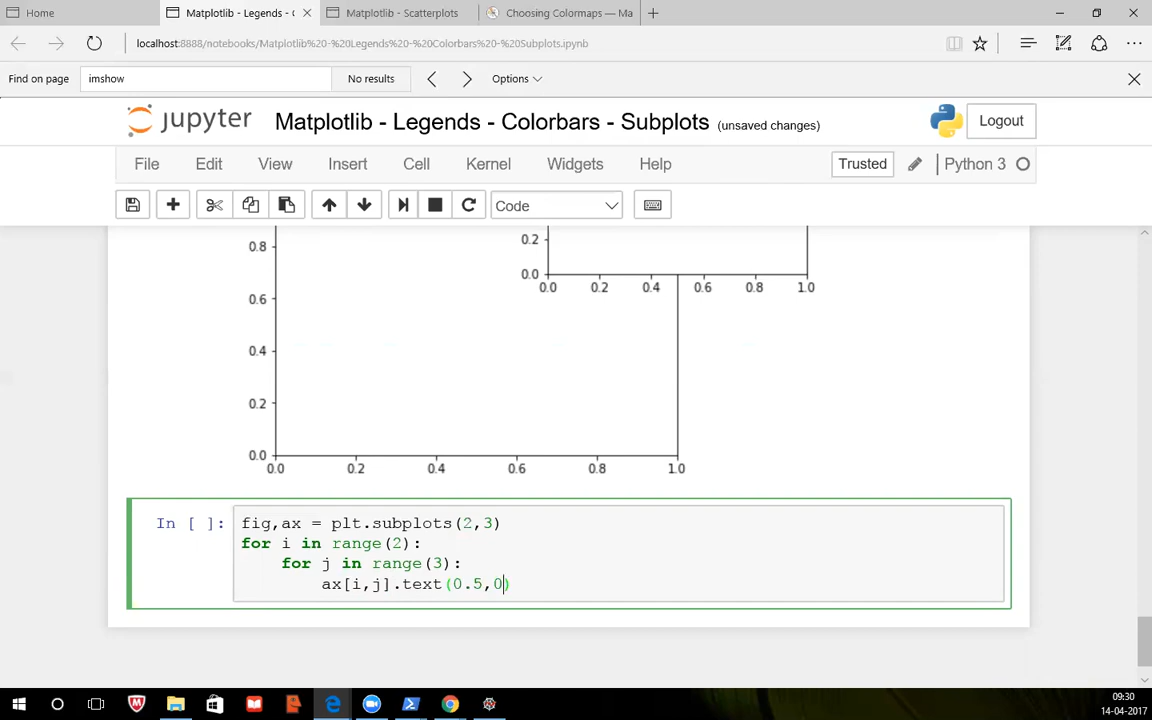 Home
Matplotlib - Legends - C
Matplotlib - Scatterplots
Choosing Colormaps — Ma
localhost:8888/notebooks/Matplotlib%20-%20Legends%20-%20Colorbars%20-%20Subplots.ipynb
Find on page
imshow
No results
Options
jupyter
Matplotlib - Legends - Colorbars - Subplots (unsaved changes)
Logout
File Edit View Insert Cell Kernel Widgets Help
Trusted
Python 3
Code
0.8
0.6
0.4
0.2
0.0
0.0 0.2 0.4 0.6 0.8 1.0
0.2
0.0
0.0 0.2 0.4 0.6 0.8 1.0
In [ ]:
fig,ax = plt.subplots(2,3)
for i in range(2):
    for j in range(3):
        ax[i,j].text(0.5,0)
09:30
14-04-2017